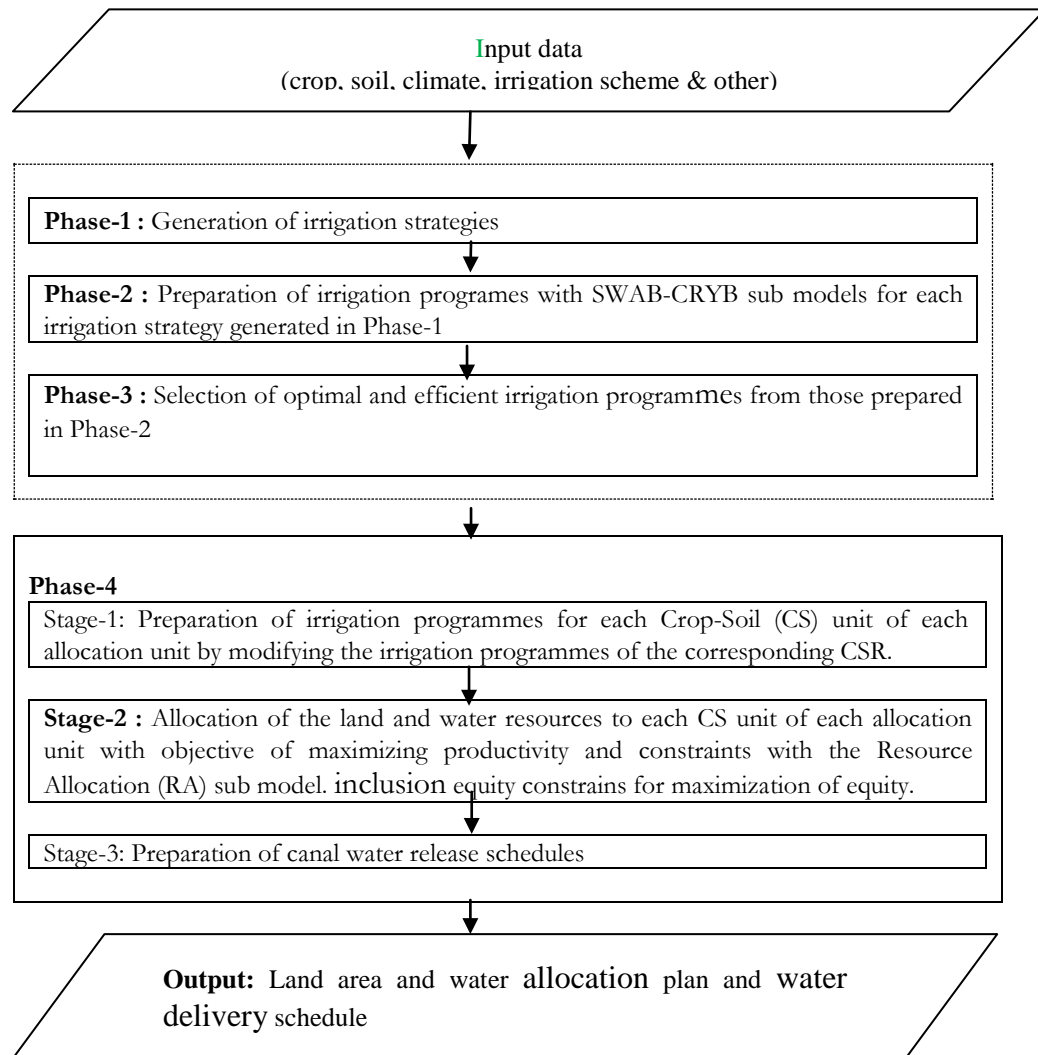 Input data
(crop, soil, climate, irrigation scheme & other)
Phase-1 : Generation of irrigation strategies
Phase-2 : Preparation of irrigation programes with SWAB-CRYB sub models for each
irrigation strategy generated in Phase-1
Phase-3 : Selection of optimal and efficient irrigation programmes from those prepared
in Phase-2
Phase-4
Stage-1: Preparation of irrigation programmes for each Crop-Soil (CS) unit of each
allocation unit by modifying the irrigation programmes of the corresponding CSR.
Stage-2 : Allocation of the land and water resources to each CS unit of each allocation
unit with objective of maximizing productivity and constraints with the Resource
Allocation (RA) sub model. inclusion equity constrains for maximization of equity.
Stage-3: Preparation of canal water release schedules
Output: Land area and water allocation plan and water
delivery schedule